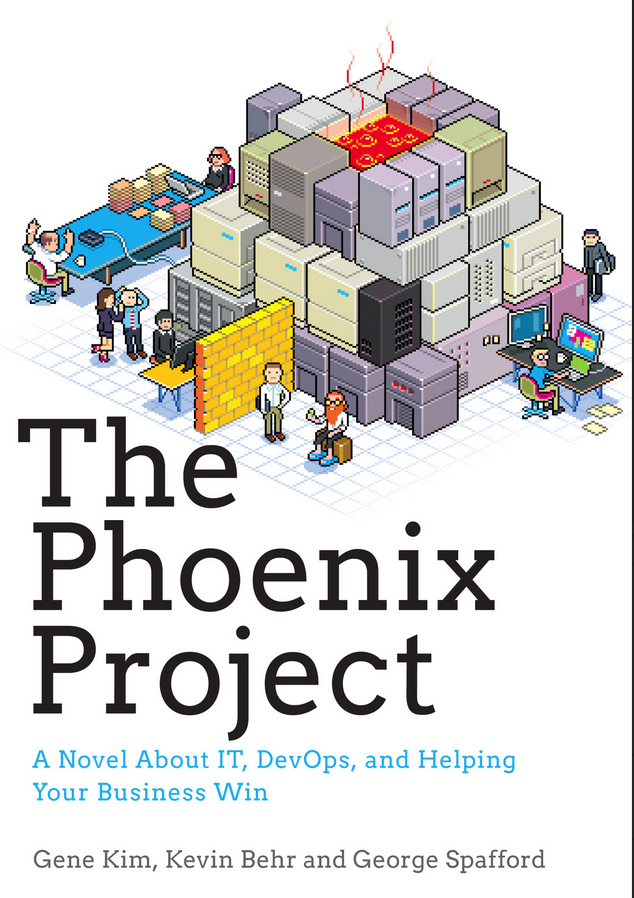 The
Phoenix
Project
A Novel About IT, DevOps, and Helping
Your Business Win
Gene Kim, Kevin Behr and George Spafford